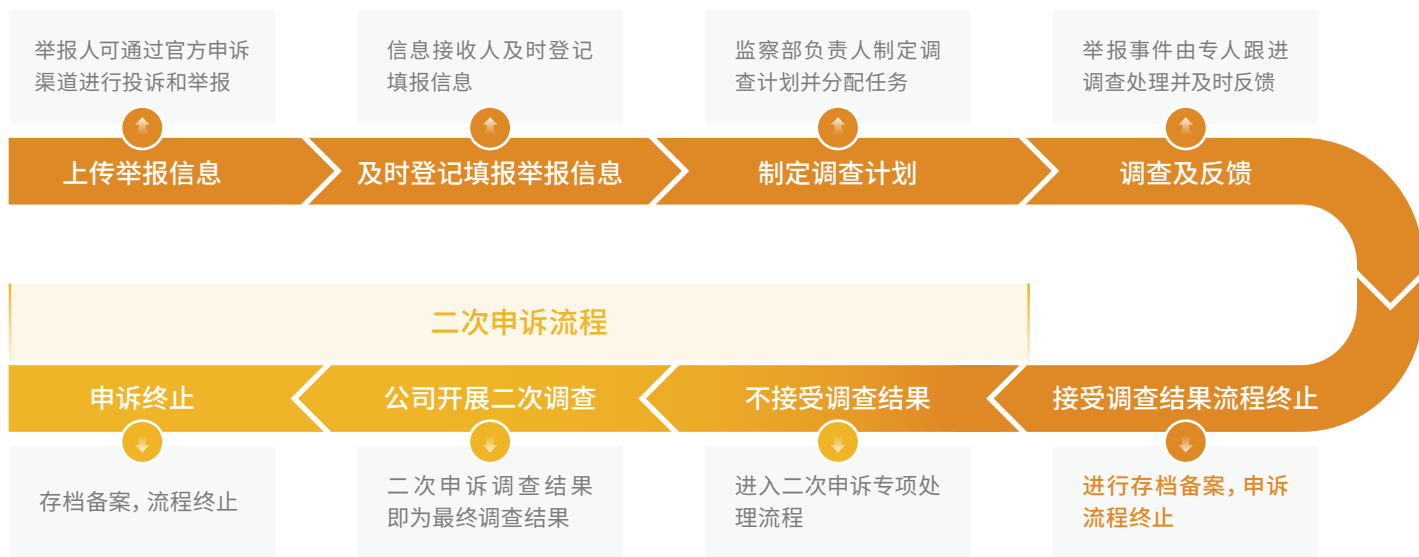 举报人可通过官方申诉
渠道进行投诉和举报
信息接收人及时登记
填报信息
监察部负责人制定调
查计划并分配任务
举报事件由专人跟进
调查处理并及时反馈
上传举报信息
及时登记填报举报信息
制定调查计划
调查及反馈
二次申诉流程
申诉终止
公司开展二次调查
不接受调查结果
接受调查结果流程终止
存档备案，流程终止
二次申诉调查结果
即为最终调查结果
进入二次申诉专项处
理流程
进行存档备案，申诉
流程终止